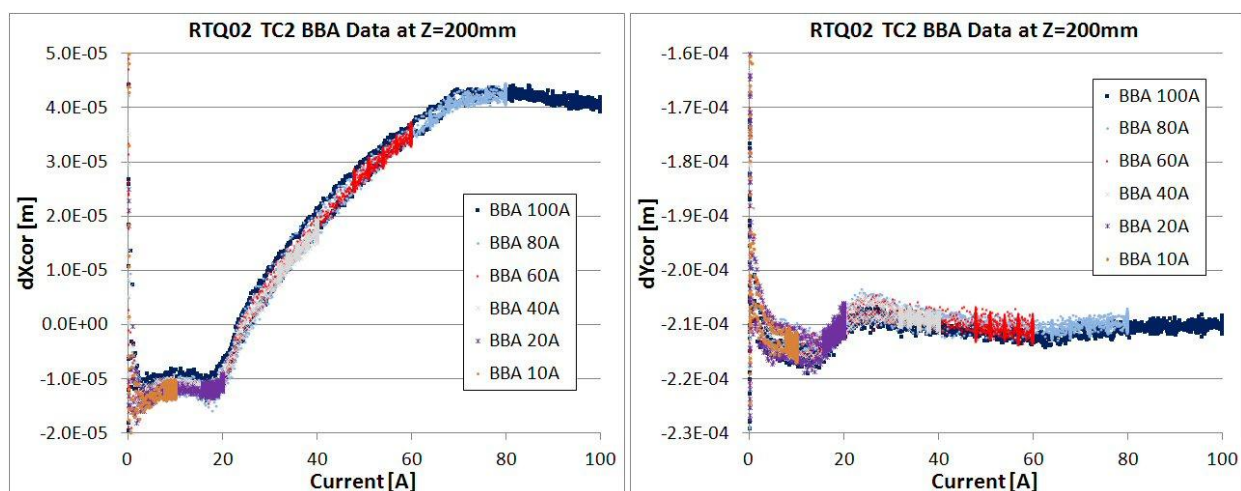 RTQ02 TC2 BBA Data at Z=200mm
5.0E-05
4.0E-05
3.0E-05
2.0E-05
1.0E-05
0.0E+00
-1.0E-05
-2.0E-05
dXcor [m]
0 20 40 60 80 100
Current [A]
BBA 100A
BBA 80A
BBA 60A
BBA 40A
BBA 20A
BBA 10A
RTQ02 TC2 BBA Data at Z=200mm
-1.6E-04
-1.7E-04
-1.8E-04
-1.9E-04
-2.0E-04
-2.1E-04
-2.2E-04
-2.3E-04
dYcor [m]
0 20 40 60 80 100
Current [A]
BBA 100A
BBA 80A
BBA 60A
BBA 40A
BBA 20A
BBA 10A